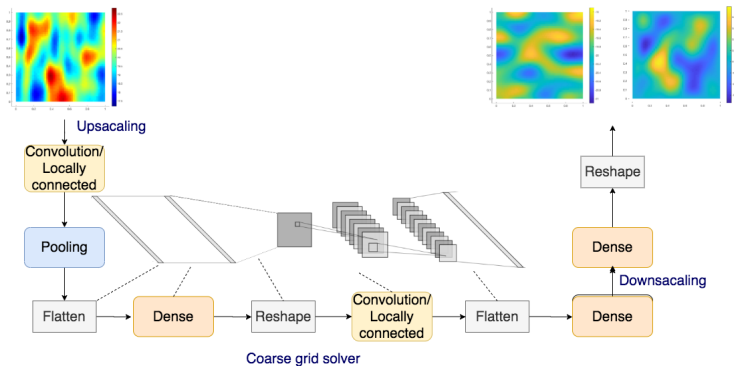 Upsacaling
Convolution/
Locally
connected
Pooling
Flatten
Dense
Reshape
Convolution/
Locally
connected
Flatten
Dense
Downsacaling
Dense
Reshape
Coarse grid solver